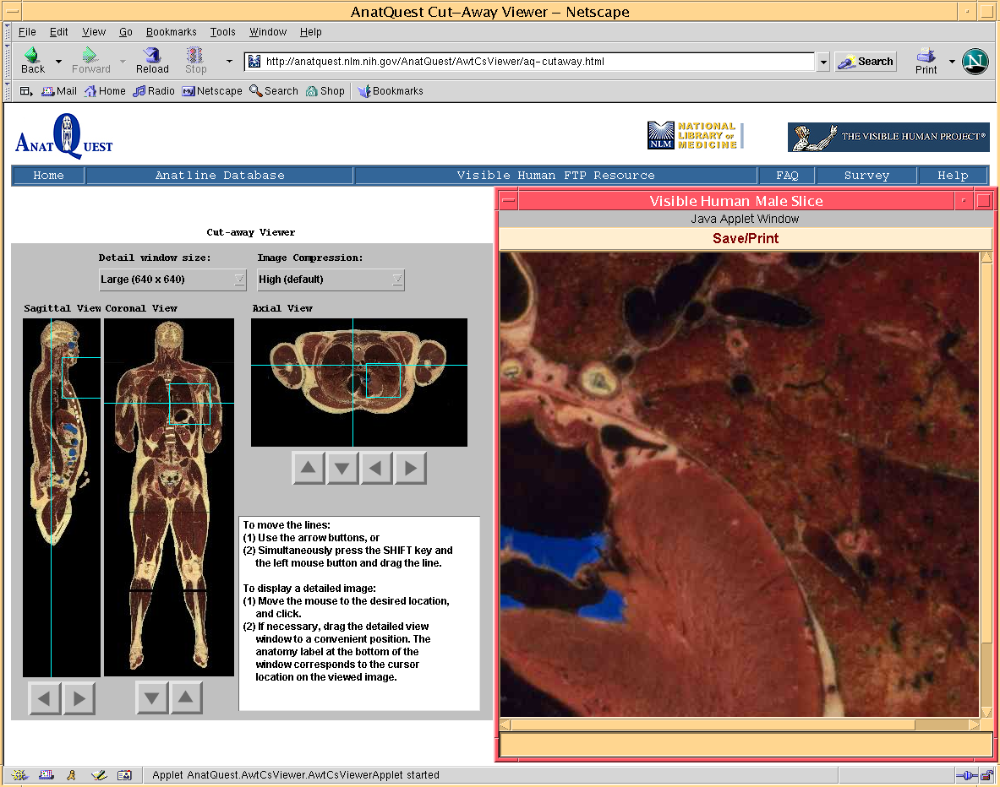 AnatQuest Cut-Away Viewer - Netscape
File Edit View Go Bookmarks Tools Window Help
Back Forward Reload Stop http://anatquest.nlm.nih.gov/AnatQuest/AwtCsViewer/aq-cutaway.html Search Print N
Mail Home Radio Netscape Search Shop Bookmarks
ANATQUEST
NLM NATIONAL
LIBRARY OF
MEDICINE
THE VISIBLE HUMAN PROJECT®
Home Anatline Database Visible Human FTP Resource FAQ Survey Help
Cut-away Viewer
Detail window size: Image Compression:
Large (640 x 640) High (default)
Sagittal View Coronal View Axial View
To move the lines:
(1) Use the arrow buttons, or
(2) Simultaneously press the SHIFT key and
the left mouse button and drag the line.
To display a detailed image:
(1) Move the mouse to the desired location,
and click.
(2) If necessary, drag the detailed view
window to a convenient position. The
anatomy label at the bottom of the
window corresponds to the cursor
location on the viewed image.
Visible Human Male Slice
Java Applet Window
Save/Print
Applet AnatQuest.AwtCsViewer.AwtCsViewerApplet started